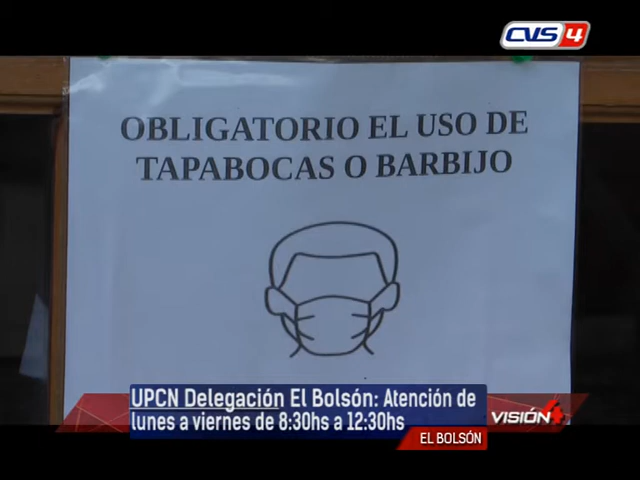 CVS 4
OBLIGATORIO EL USO DE
TAPABOCAS O BARBIJO
UPCN Delegación El Bolsón: Atención de
lunes a viernes de 8:30hs a 12:30hs
VISIÓN 4
EL BOLSÓN